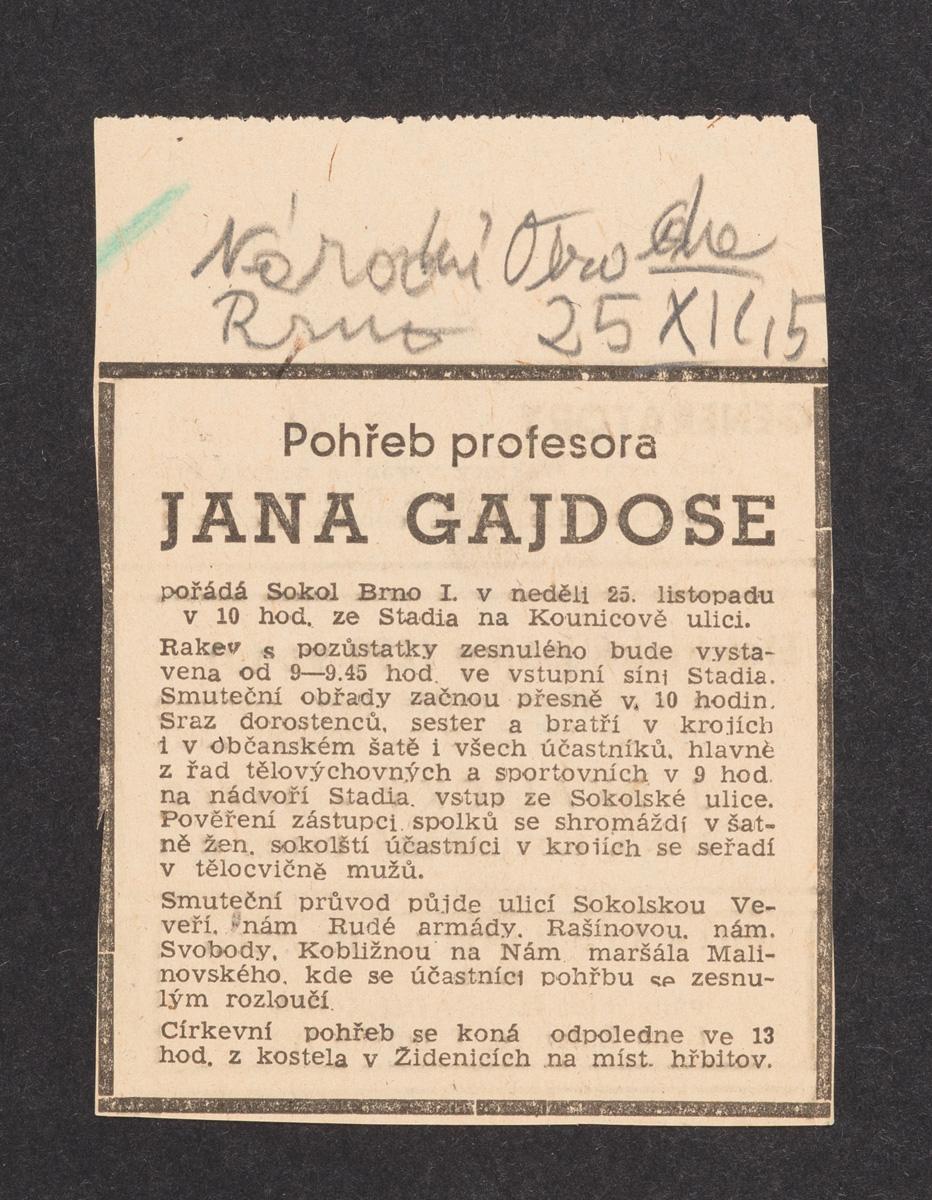 Národní Obroda
Brno 25 XII,5
Pohřeb profesora
JANA GAJDOSE
pořádá Sokol Brno I. v neděli 25. listopadu
v 10 hod. ze Stadia na Kounicově ulici.
Rakev s pozůstatky zesnulého bude vysta-
vena od 9—9.45 hod. ve vstupní síni Stadia.
Smuteční obřady začnou přesně v. 10 hodin.
Sraz dorostenců, sester a bratří v krojích
i v občanském šatě i všech účastníků, hlavně
z řad tělovýchovných a sportovních v 9 hod.
na nádvoří Stadia. vstup ze Sokolské ulice.
Pověření zástupci spolků se shromáždí v šat-
ně žen. sokolští účastníci v krojích se seřadí
v tělocvičně mužů.
Smuteční průvod půjde ulicí Sokolskou Ve-
veří, nám Rudé armády, Rašínovou, nám.
Svobody, Kobližnou na Nám maršála Mali-
novského, kde se účastníci pohřbu se zesnu-
lým rozloučí.
Církevní pohřeb se koná odpoledne ve 13
hod. z kostela v Židenicích na míst. hřbitov.